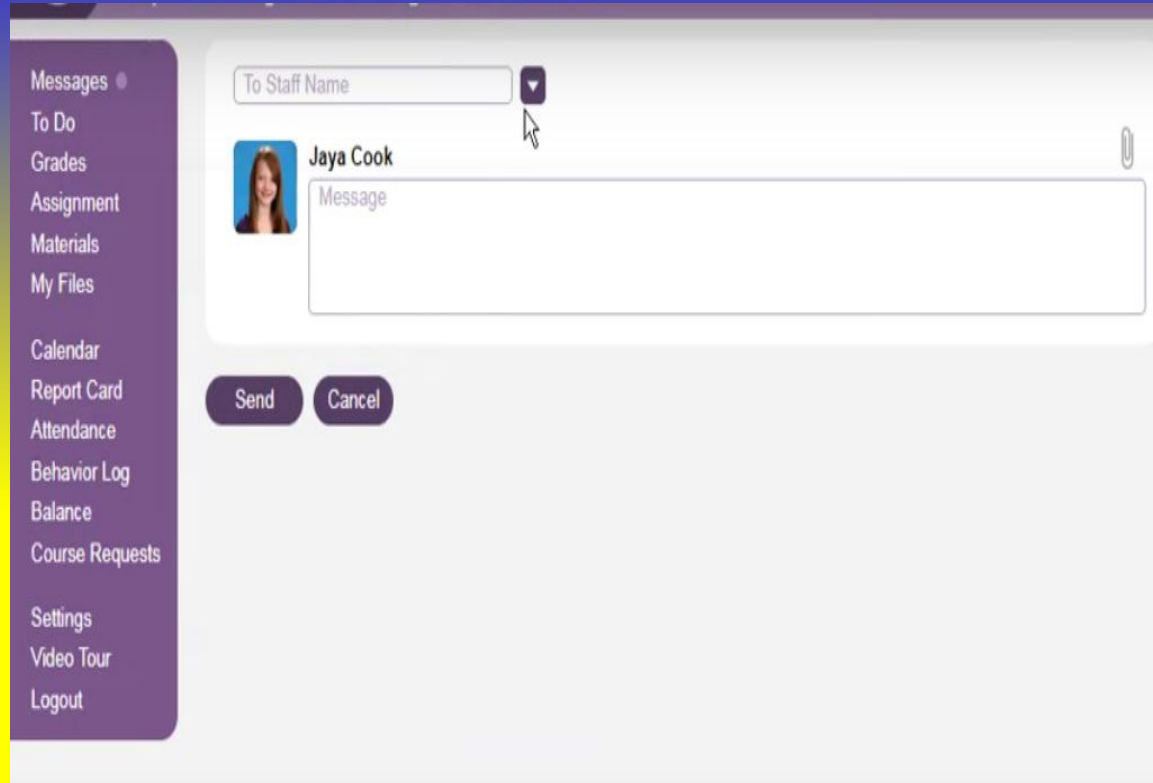 Messages
To Do
Grades
Assignment
Materials
My Files
Calendar
Report Card
Attendance
Behavior Log
Balance
Course Requests
Settings
Video Tour
Logout
To Staff Name
Jaya Cook
Message
Send
Cancel